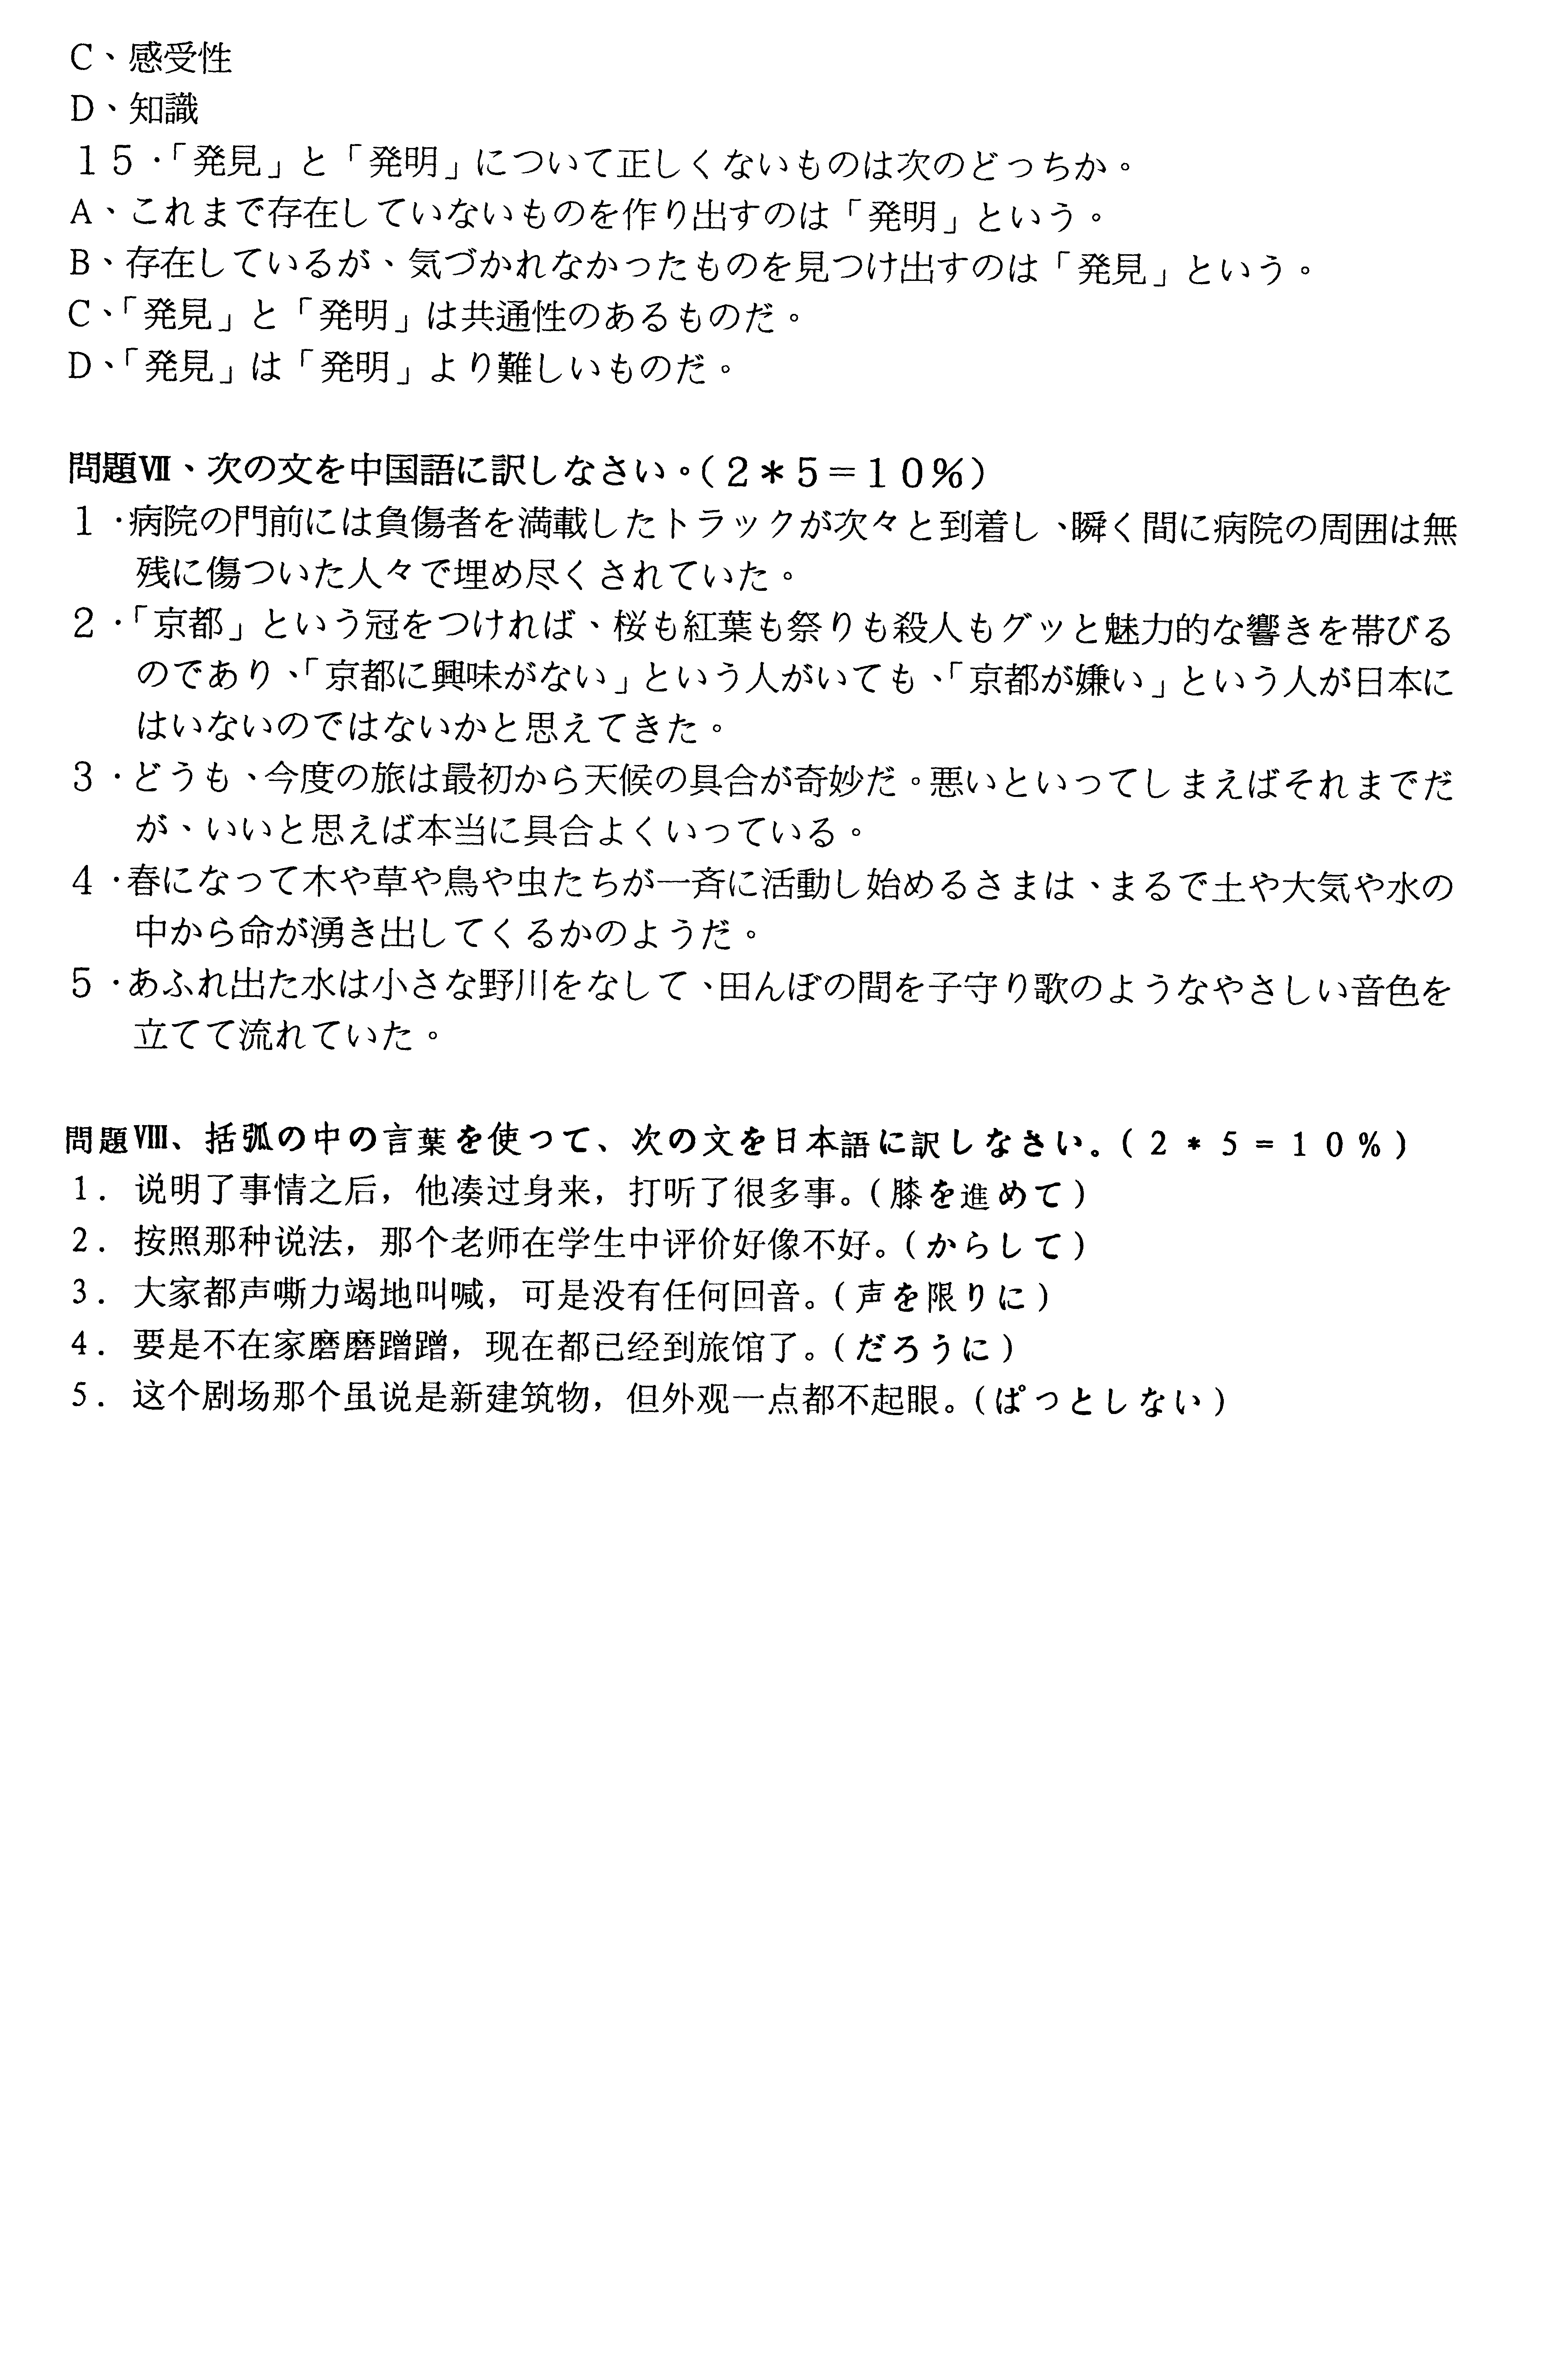 C、感受性
D、知識
１５．「発見」と「発明」について正しくないものは次のどっちか。
A、これまで存在していないものを作り出すのは「発明」という。
B、存在しているが、気づかれなかったものを見つけ出すのは「発見」という。
C、「発見」と「発明」は共通性のあるものだ。
D、「発見」は「発明」より難しいものだ。
問題Ⅶ、次の文を中国語に訳しなさい。(２＊５＝１０％)
１．病院の門前には負傷者を満載したトラックが次々と到着し、瞬く間に病院の周囲は無
残に傷ついた人々で埋め尽くされていた。
２．「京都」という冠をつければ、桜も紅葉も祭りも殺人もグッと魅力的な響きを帯びる
のであり、「京都に興味がない」という人がいても、「京都が嫌い」という人が日本に
はいないのではないかと思えてきた。
３．どうも、今度の旅は最初から天候の具合が奇妙だ。悪いといってしまえばそれまでだ
が、いいと思えば本当に具合よくいっている。
４．春になって木や草や鳥や虫たちが一斉に活動し始めるさまは、まるで土や大気や水の
中から命が湧き出してくるかのようだ。
５．あふれ出た水は小さな野川をなして、田んぼの間を子守り歌のようなやさしい音色を
立てて流れていた。
問題Ⅷ、括弧の中の言葉を使って、次の文を日本語に訳しなさい。(２＊５＝１０％)
1. 说明了事情之后，他凑过身来，打听了很多事。(膝を進めて)
2. 按照那种说法，那个老师在学生中评价好像不好。(からして)
3. 大家都声嘶力竭地叫喊，可是没有任何回音。(声を限りに)
4. 要是不在家磨磨蹭蹭，现在都已经到旅馆了。(だろうに)
5. 这个剧场那个虽说是新建筑物，但外观一点都不起眼。(ぱっとしない)